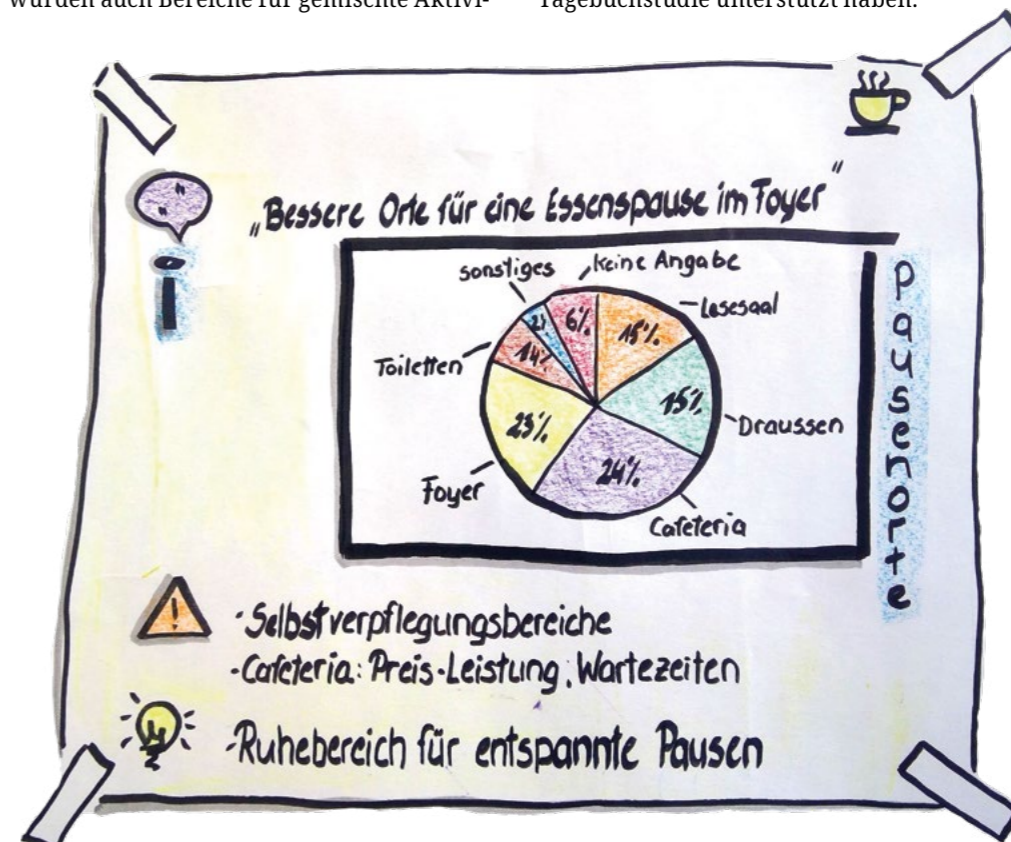 wurden auch Bereiche für gemischte Aktivi-
Tagebuchstudie unterstützt haben.
„Bessere Orte für eine Essenspause im Foyer"
i
sonstiges
keine Angabe
Lesesaal
Toiletten
2%
6%
15%
14%
15%
23%
Draussen
24%
Foyer
Cafeteria
Pausenorte
!
- Selbstverpflegungsbereiche
- Cafeteria: Preis-Leistung, Wartezeiten
- Ruhebereich für entspannte Pausen